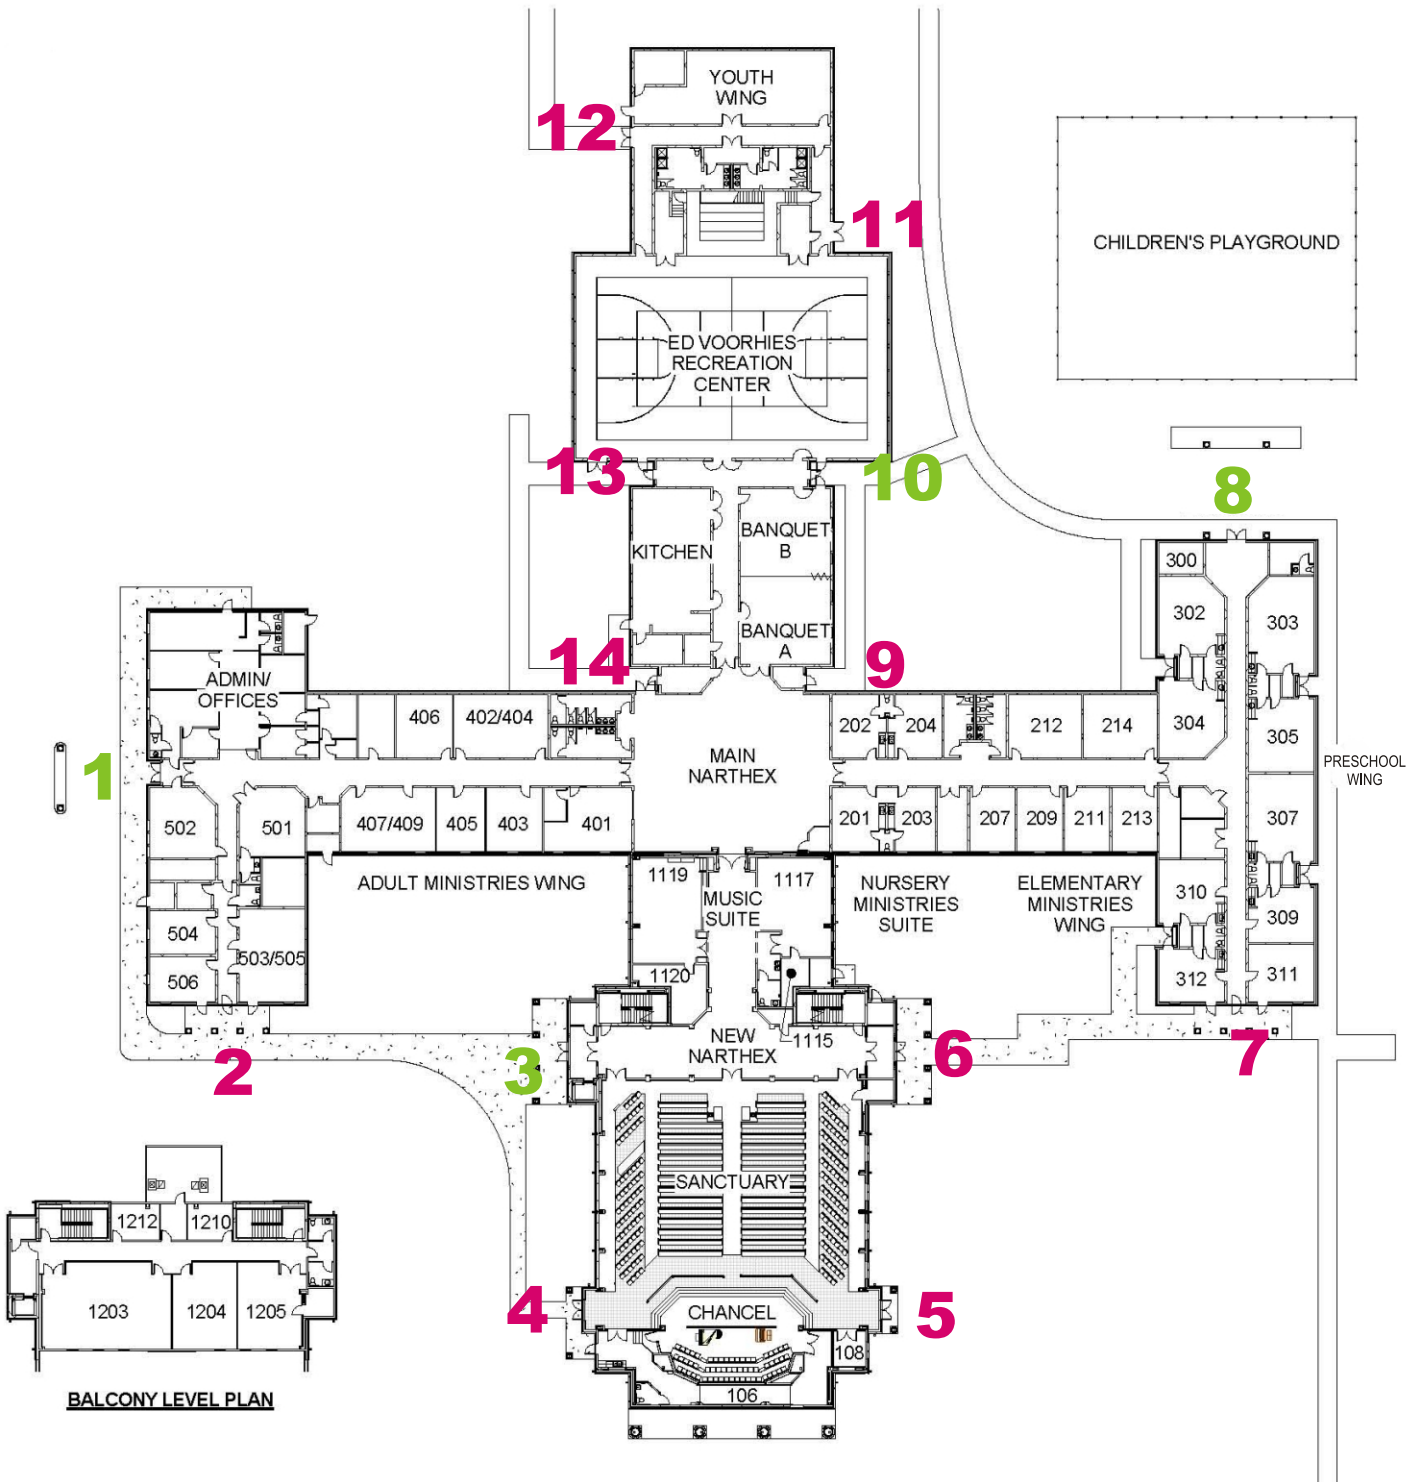 YOUTH
WING
12
11
CHILDREN'S PLAYGROUND
ED VOORHIES
RECREATION
CENTER
13
10
8
KITCHEN
BANQUET
B
BANQUET
A
14
9
300
302
303
304
305
307
PRESCHOOL
WING
ADMIN/
OFFICES
406
402/404
MAIN
NARTHEX
202
204
212
214
1
502
501
407/409
405
403
401
201
203
207
209
211
213
ADULT MINISTRIES WING
1119
1117
MUSIC
SUITE
NURSERY
MINISTRIES
SUITE
ELEMENTARY
MINISTRIES
WING
310
309
504
503/505
506
1120
312
311
2
3
NEW
NARTHEX
1115
6
7
SANCTUARY
1212
1210
1203
1204
1205
4
CHANCEL
5
108
106
BALCONY LEVEL PLAN